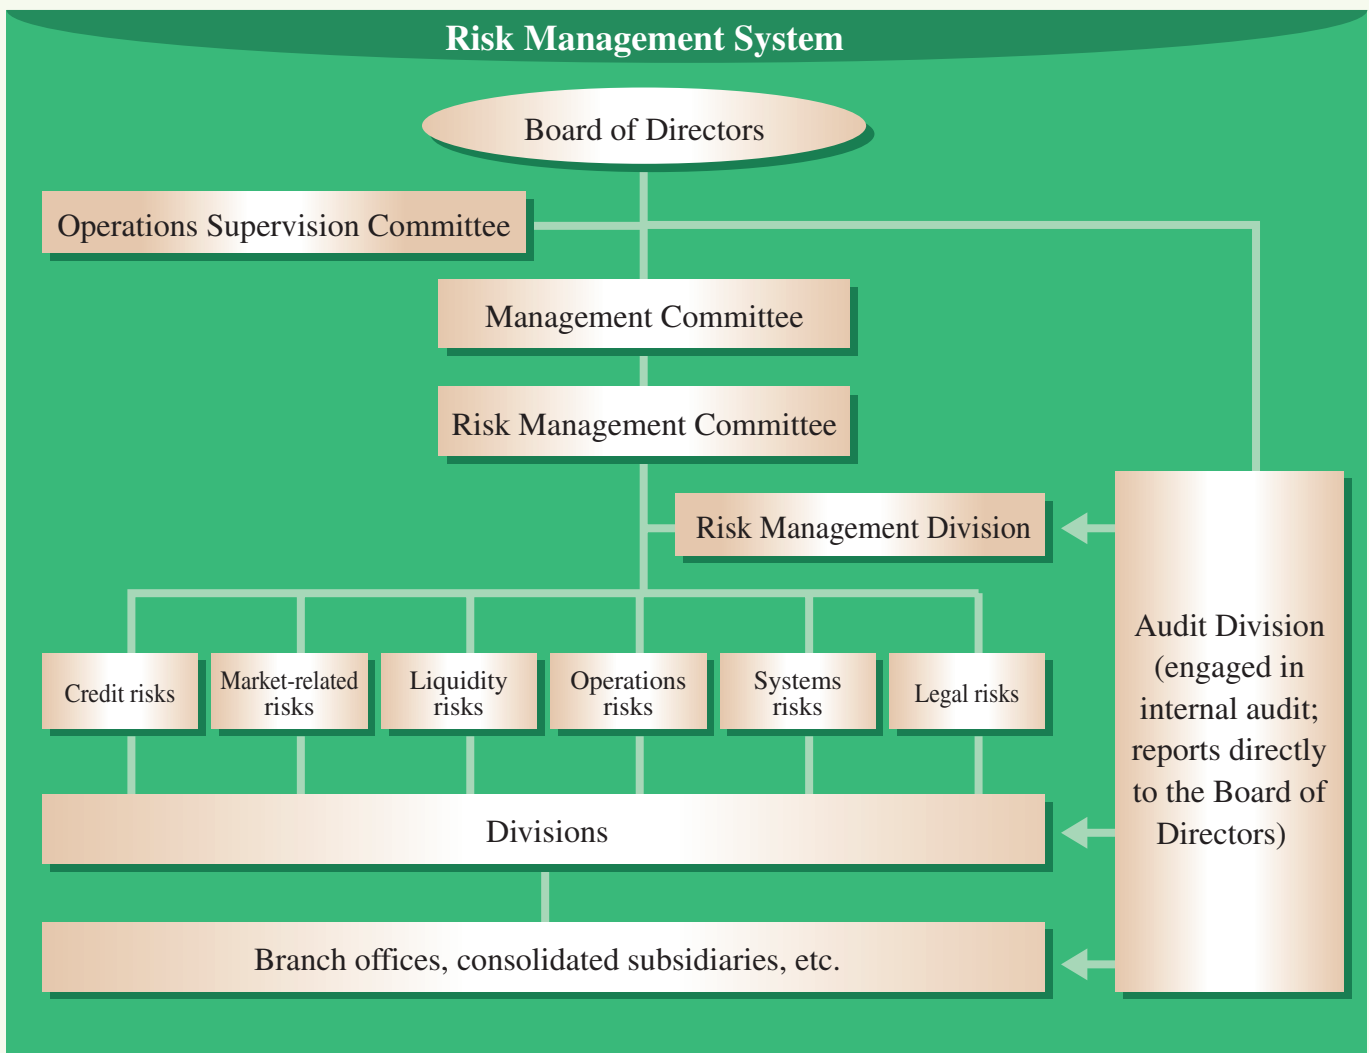 Risk Management System
Board of Directors
Operations Supervision Committee
Management Committee
Risk Management Committee
Risk Management Division
Credit risks
Market-related
risks
Liquidity
risks
Operations
risks
Systems
risks
Legal risks
Audit Division
(engaged in
internal audit;
reports directly
to the Board of
Directors)
Divisions
Branch offices, consolidated subsidiaries, etc.